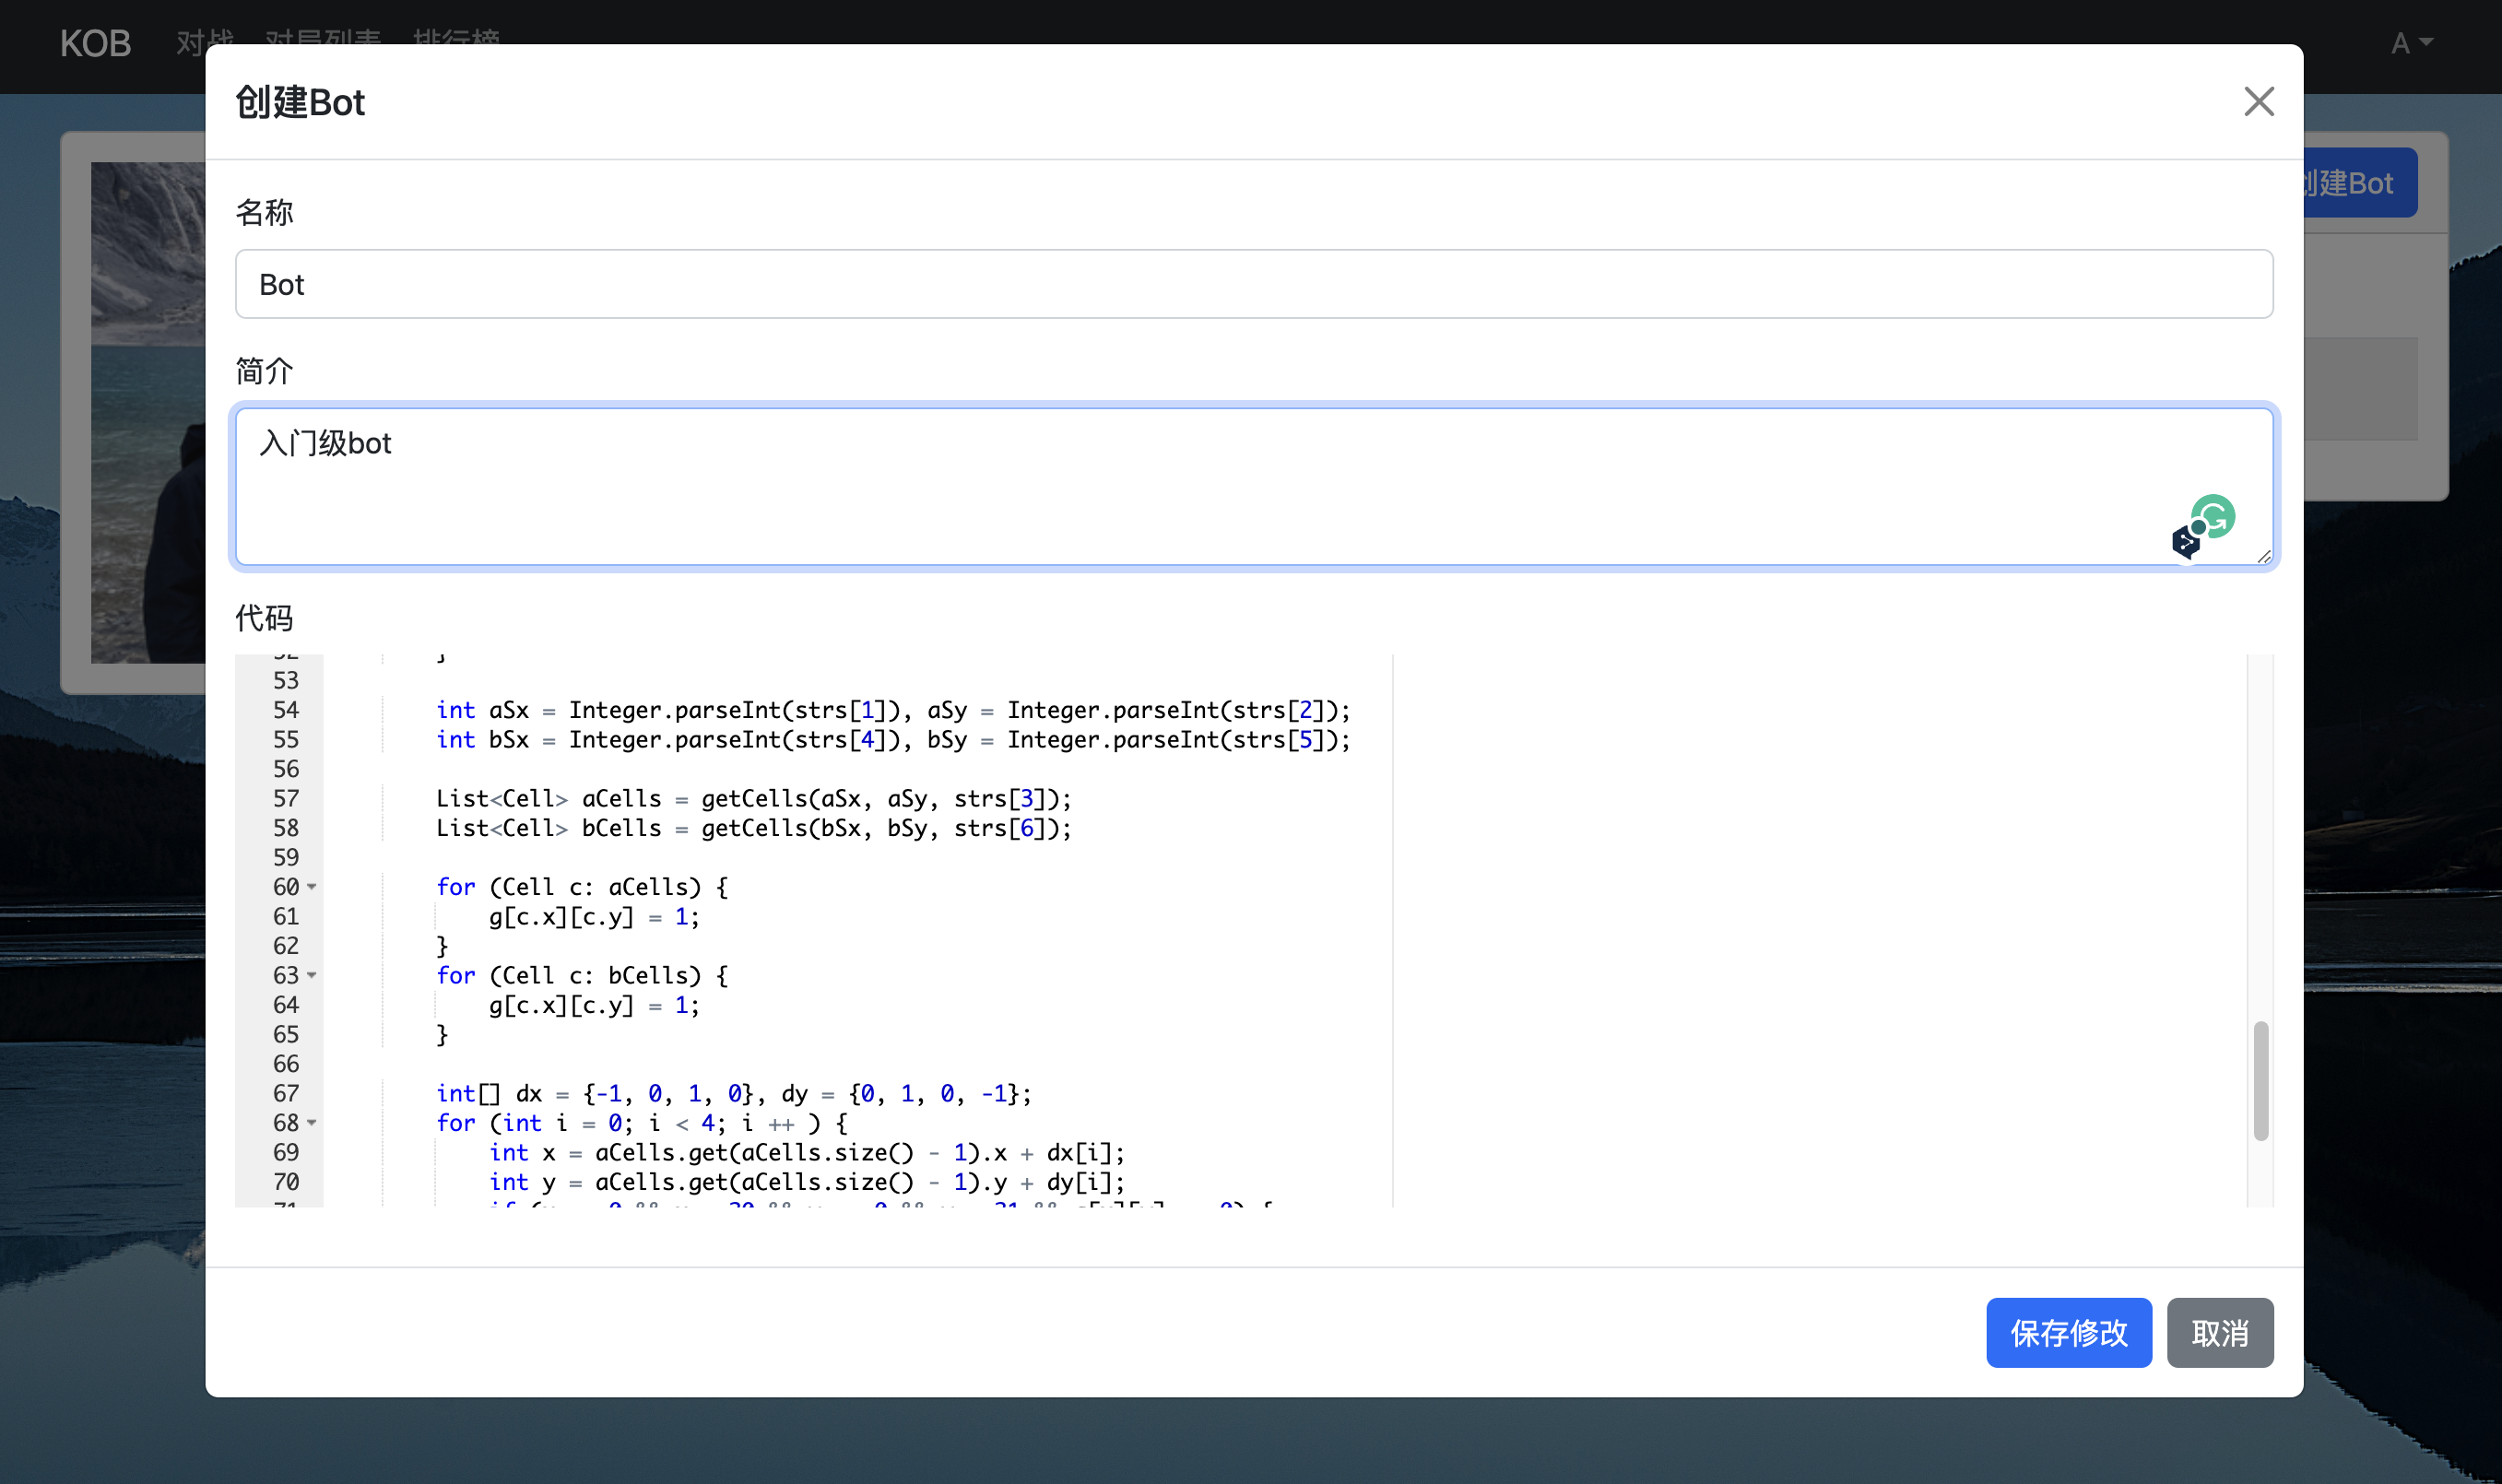 KOB 对战 对局列表 排行榜 A
创建Bot
创建Bot
名称
Bot
简介
入门级bot
代码
52 }
53
54 int aSx = Integer.parseInt(strs[1]), aSy = Integer.parseInt(strs[2]);
55 int bSx = Integer.parseInt(strs[4]), bSy = Integer.parseInt(strs[5]);
56
57 List<Cell> aCells = getCells(aSx, aSy, strs[3]);
58 List<Cell> bCells = getCells(bSx, bSy, strs[6]);
59
60 for (Cell c: aCells) {
61 g[c.x][c.y] = 1;
62 }
63 for (Cell c: bCells) {
64 g[c.x][c.y] = 1;
65 }
66
67 int[] dx = {-1, 0, 1, 0}, dy = {0, 1, 0, -1};
68 for (int i = 0; i < 4; i ++ ) {
69 int x = aCells.get(aCells.size() - 1).x + dx[i];
70 int y = aCells.get(aCells.size() - 1).y + dy[i];
71
保存修改 取消